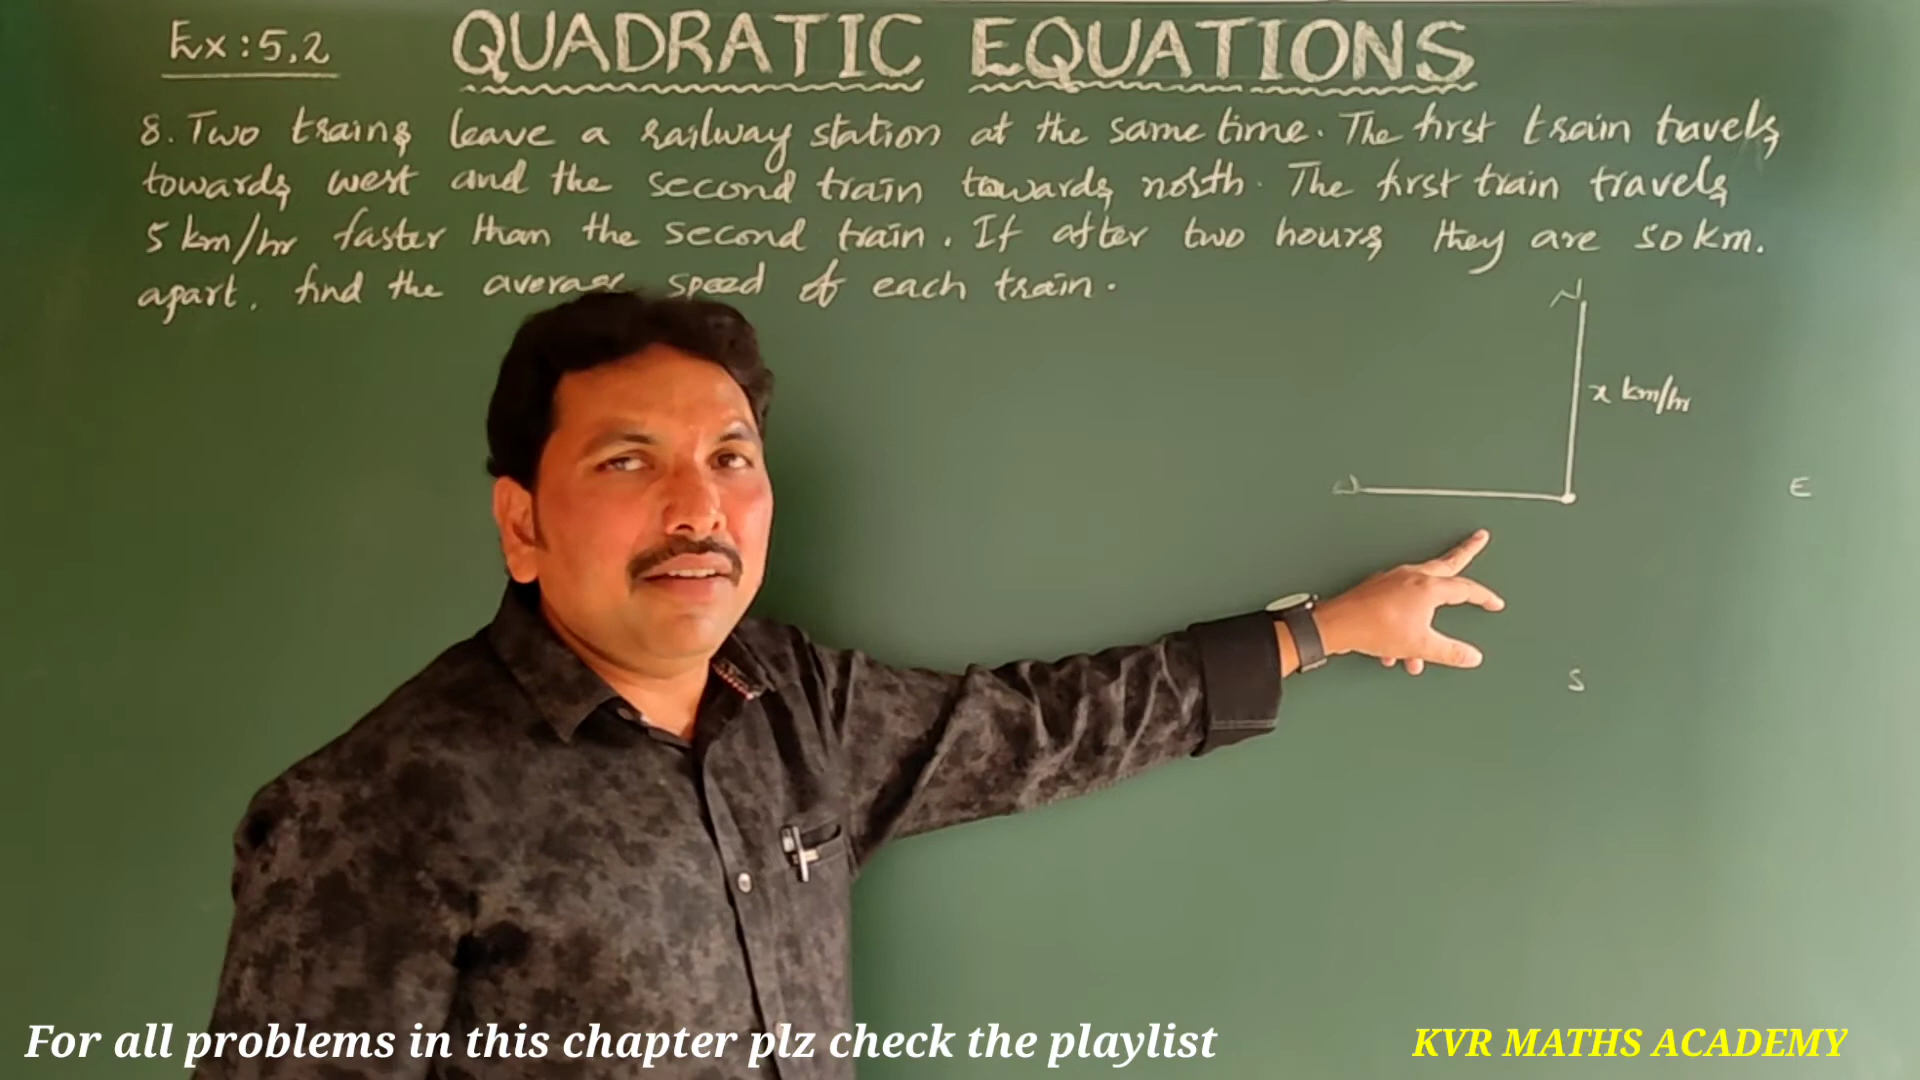 Ex:5.2 QUADRATIC EQUATIONS
8. Two trains leave a railway station at the same time. The first train travels
towards west and the second train towards north. The first train travels
5 km/hr faster than the second train. If after two hours they are 50 km.
apart, find the average speed of each train.
N
x km/hr
W
E
S
For all problems in this chapter plz check the playlist
KVR MATHS ACADEMY